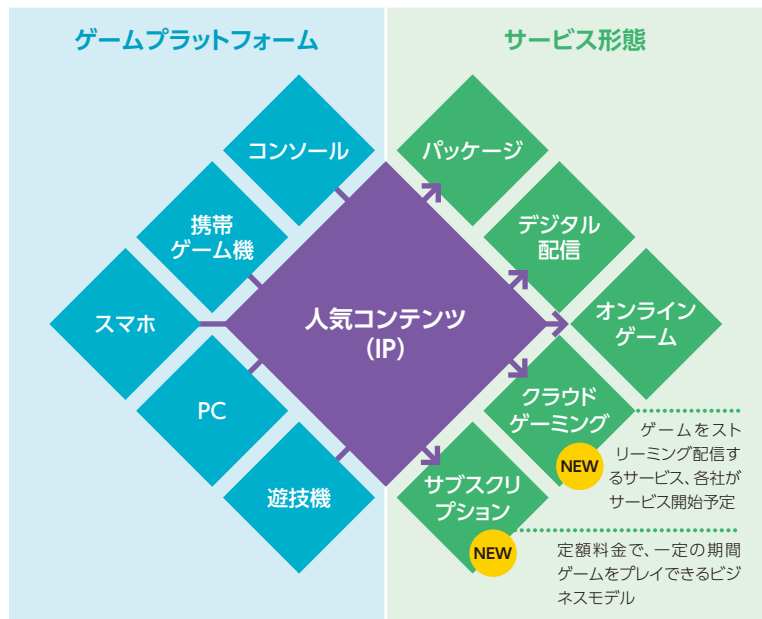 ゲームプラットフォーム
サービス形態
コンソール
携帯
ゲーム機
スマホ
PC
遊技機
人気コンテンツ
(IP)
パッケージ
デジタル
配信
オンライン
ゲーム
クラウド
ゲーミング
NEW
ゲームをスト
リーミング配信す
るサービス、各社が
サービス開始予定
サブスクリ
プション
NEW
定額料金で、一定の期間
ゲームをプレイできるビジ
ネスモデル